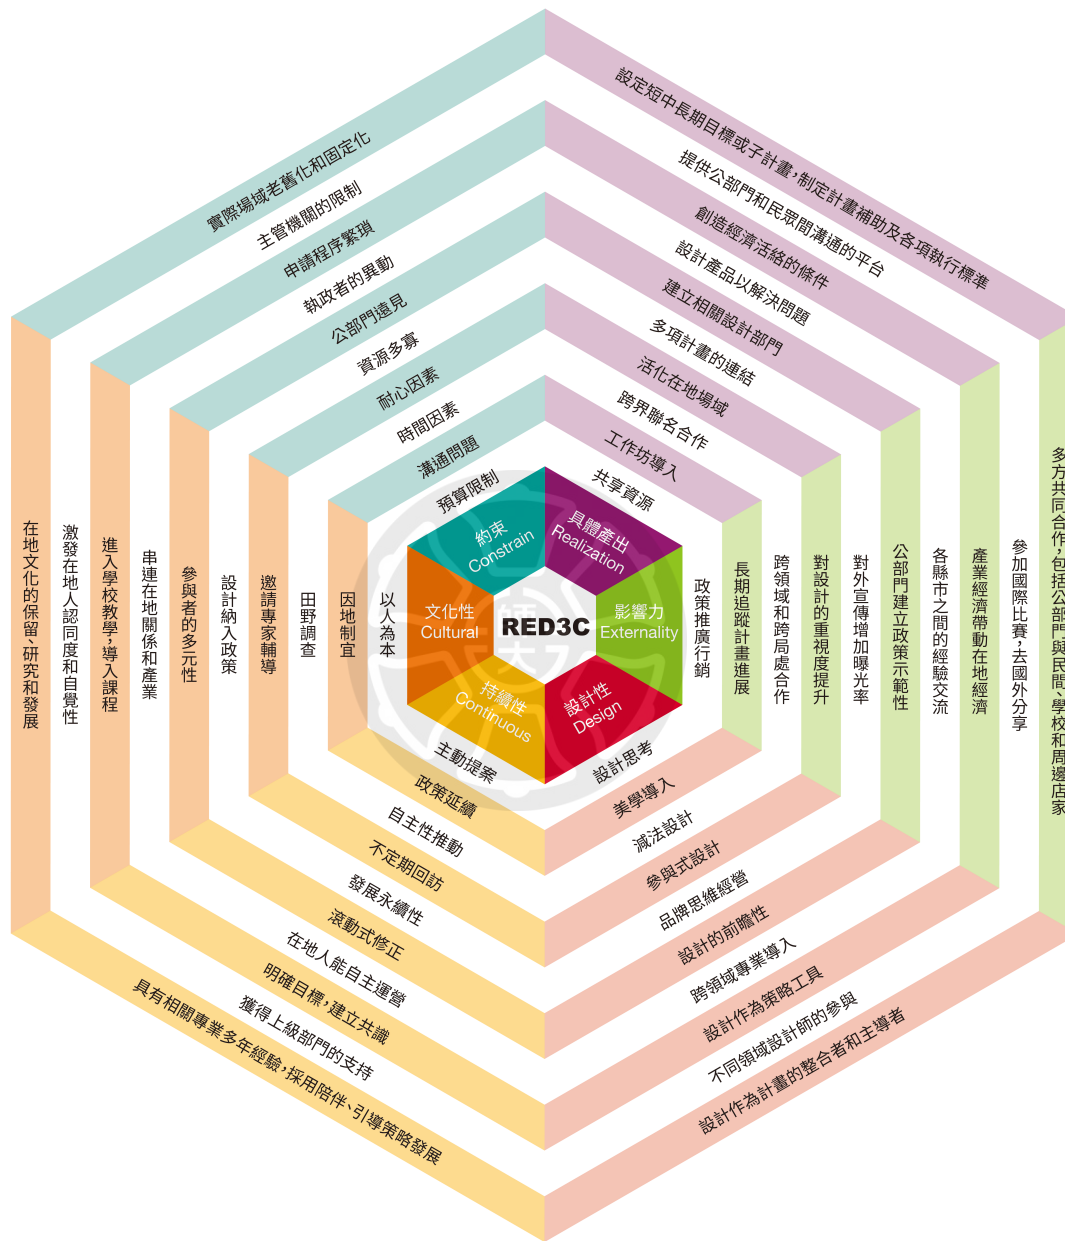 RED3C
約束
Constrain
預算限制
溝通問題
時間因素
耐心因素
資源多寡
公部門遠見
執政者的異動
申請程序繁瑣
主管機關的限制
實際場域老舊化和固定化
具體產出
Realization
共享資源
工作坊導入
跨界聯名合作
活化在地場域
多項計畫的連結
建立相關設計部門
設計產品以解決問題
創造經濟活絡的條件
提供公部門和民眾間溝通的平台
設定短中長期目標或子計畫，制定計畫補助及各項執行標準
影響力
Externality
政策推廣行銷
長期追蹤計畫進展
跨領域和跨局處合作
對設計的重視度提升
對外宣傳增加曝光率
公部門建立政策示範性
各縣市之間的經驗交流
產業經濟帶動在地經濟
參加國際比賽，去國外分享
多方共同合作，包括公部門與民間、學校和周邊店家
設計性
Design
設計思考
美學導入
減法設計
參與式設計
品牌思維經營
設計的前瞻性
跨領域專業導入
設計作為策略工具
不同領域設計師的參與
設計作為計畫的整合者和主導者
持續性
Continuous
主動提案
政策延續
自主性推動
不定期回訪
發展永續性
滾動式修正
在地人能自主運營
明確目標，建立共識
獲得上級部門的支持
具有相關專業多年經驗，採用陪伴、引導策略發展
文化性
Cultural
以人為本
因地制宜
田野調查
邀請專家輔導
設計納入政策
參與者的多元性
串連在地關係和產業
進入學校教學，導入課程
激發在地人認同度和自覺性
在地文化的保留、研究和發展